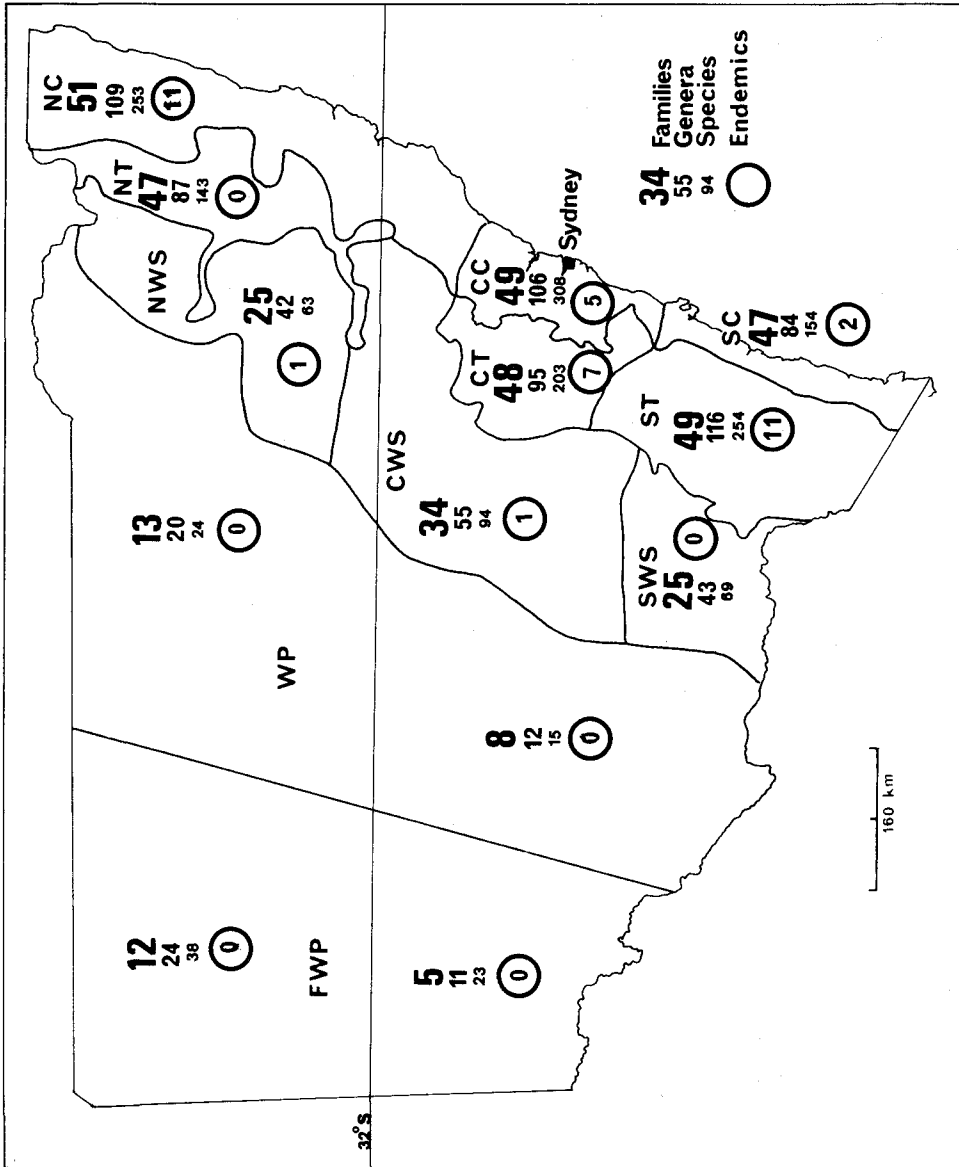 NC
51
109
253
11
NT
47
87
143
0
NWS
25
42
63
1
13
20
24
0
WP
12
24
38
0
FWP
32°S
5
11
23
0
8
12
15
0
CWS
34
55
94
1
CC
49
106
308
5
Sydney
CT
48
95
203
7
SC
47
84
154
2
ST
49
116
254
11
SWS
25
43
69
0
34 Families
55 Genera
94 Species
Endemics
160 km